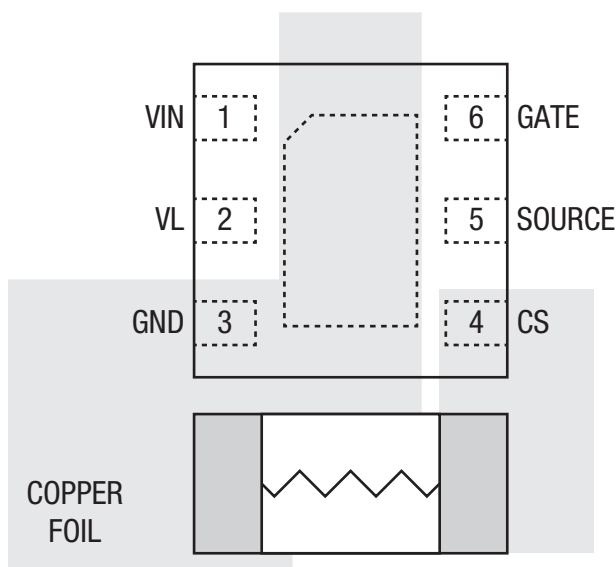 VIN 1 6 GATE
VL 2 5 SOURCE
GND 3 4 CS
COPPER
FOIL